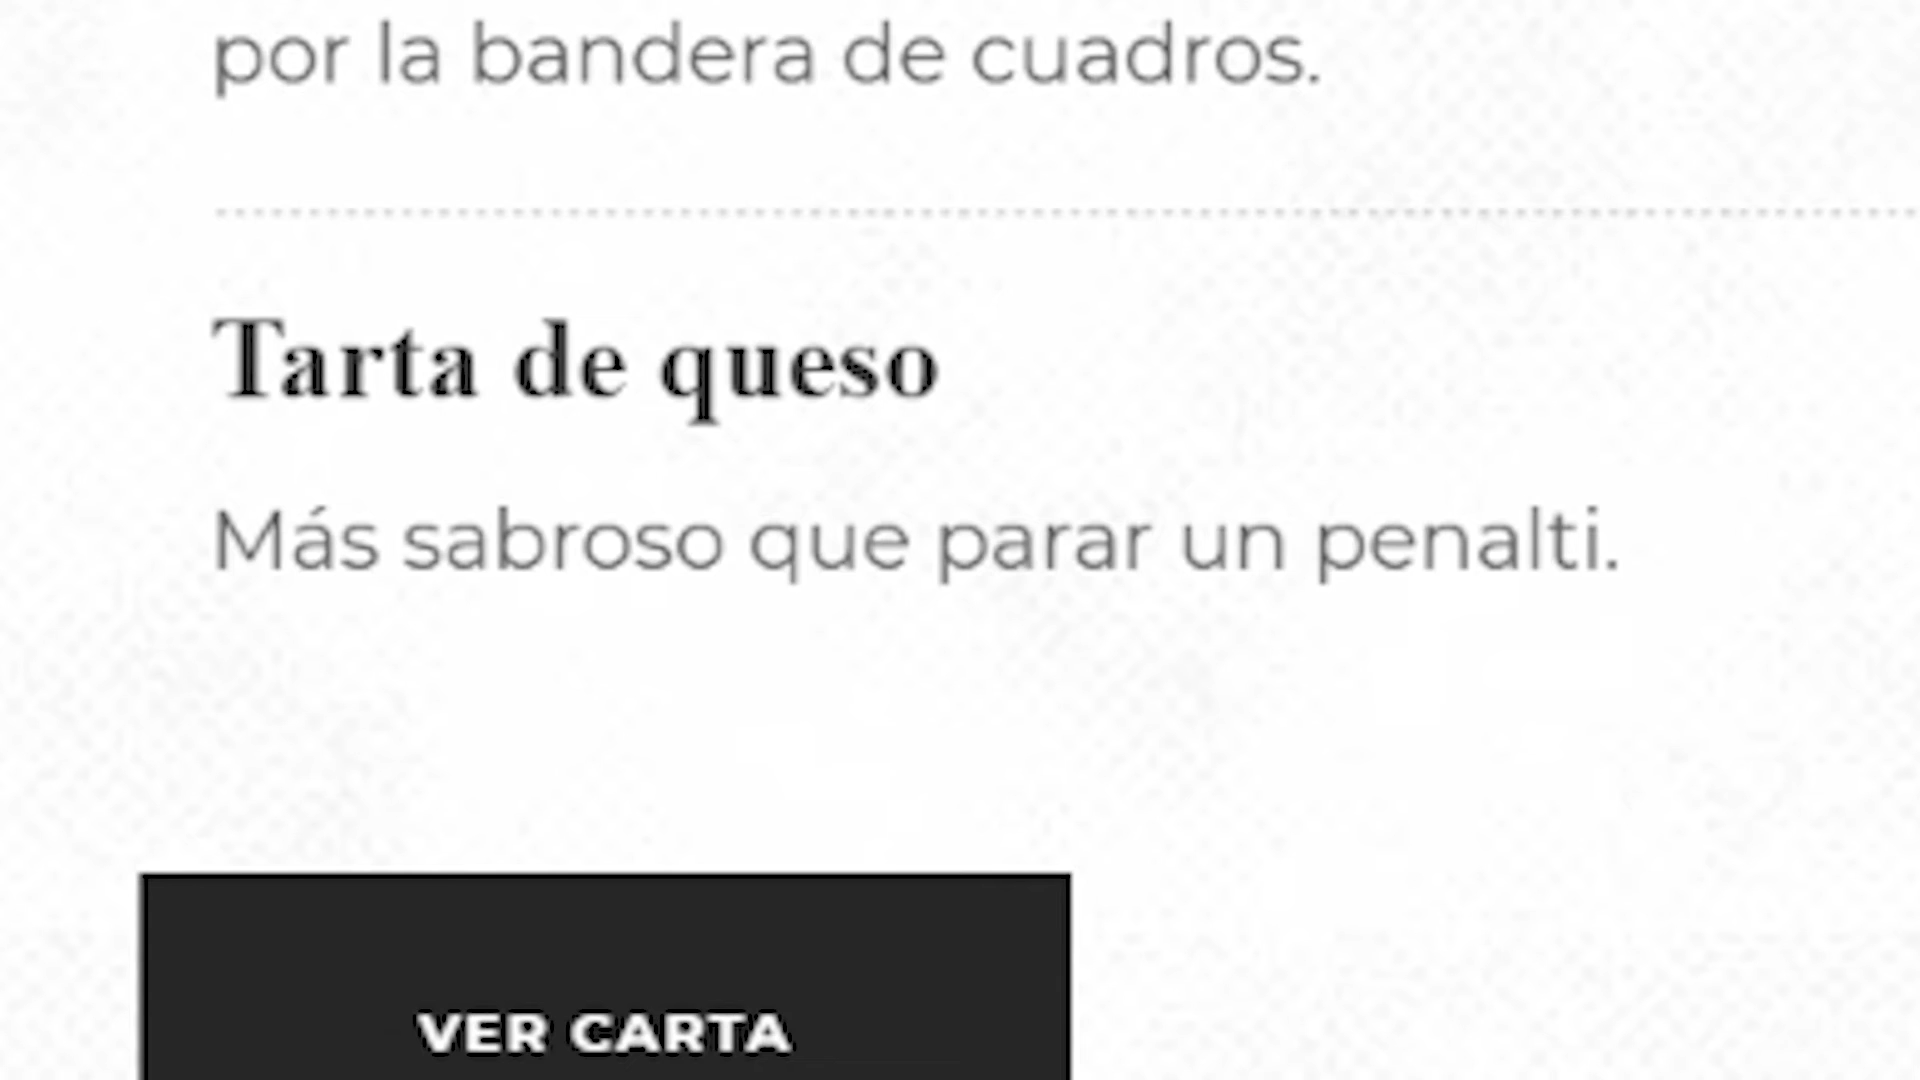 por la bandera de cuadros.
Tarta de queso
Más sabroso que parar un penalti.
VER CARTA